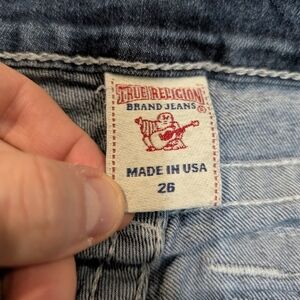 TRUE RELIGION®
BRAND JEANS
MADE IN USA
26